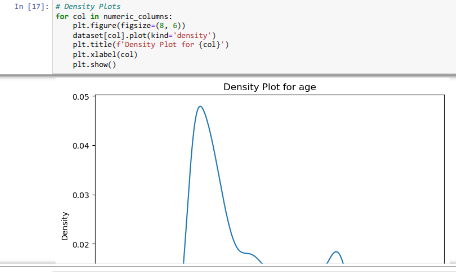 In [17]: # Density Plots
for col in numeric_columns:
plt.figure(figsize=(8, 6))
dataset[col].plot(kind='density')
plt.title(f'Density Plot for {col}')
plt.xlabel(col)
plt.show()
Density Plot for age
0.05
0.04
0.03
0.02
Density